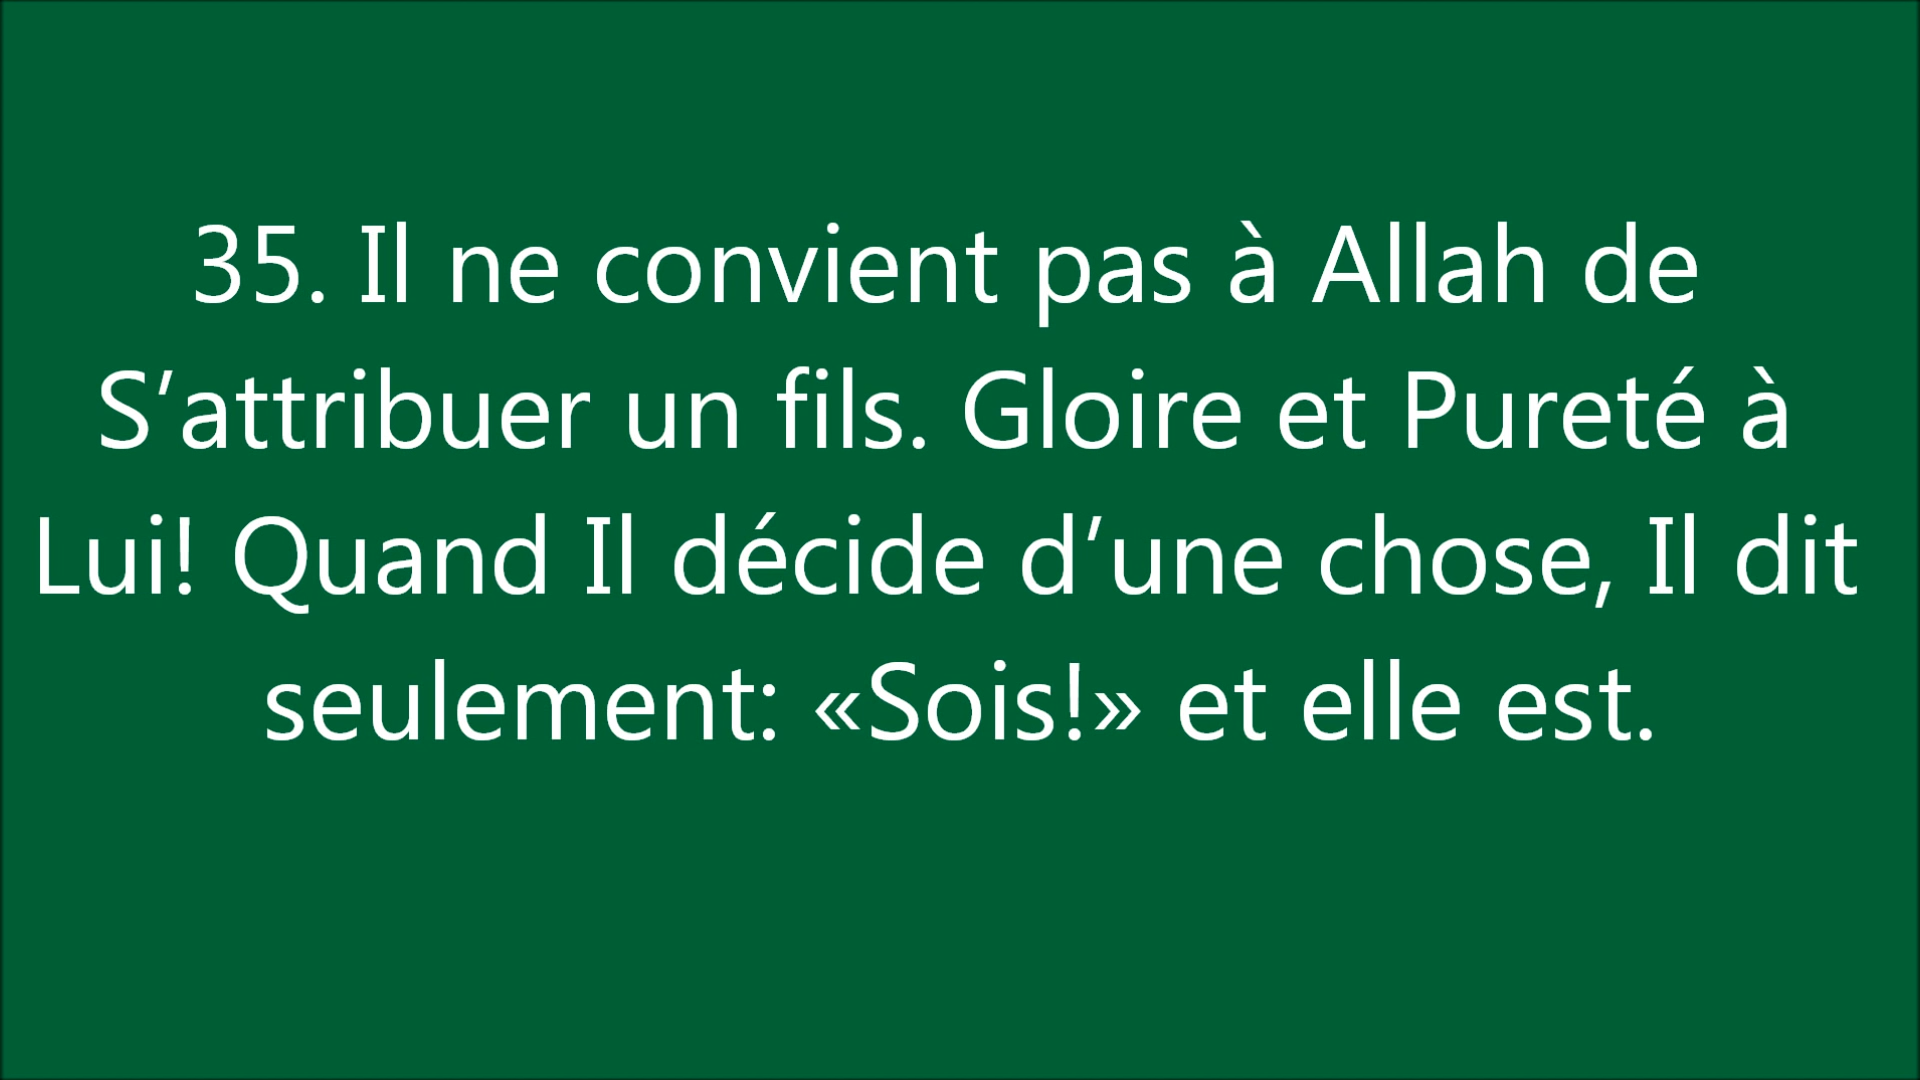 35. Il ne convient pas à Allah de
S’attribuer un fils. Gloire et Pureté à
Lui! Quand Il décide d’une chose, Il dit
seulement: «Sois!» et elle est.